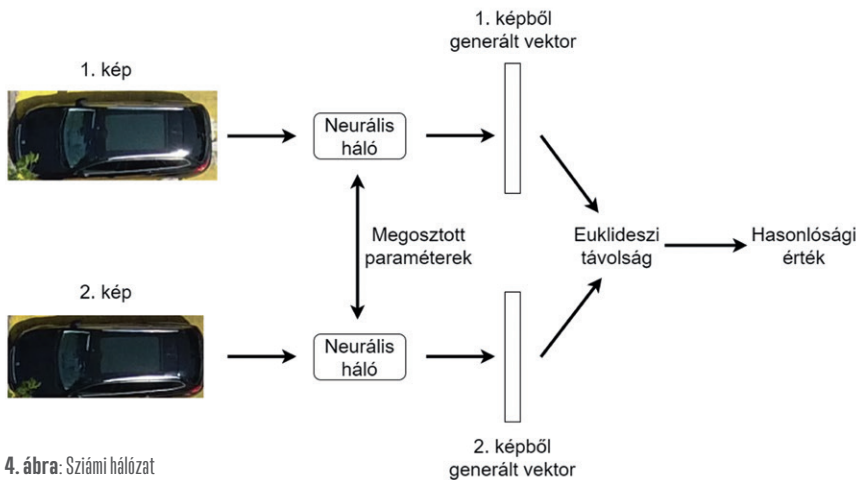 1. képből
generált vektor
1. kép
Neurális
háló
Megosztott
paraméterek
Euklideszi
távolság
Hasonlósági
érték
2. kép
Neurális
háló
2. képből
generált vektor
4. ábra: Sziámi hálózat